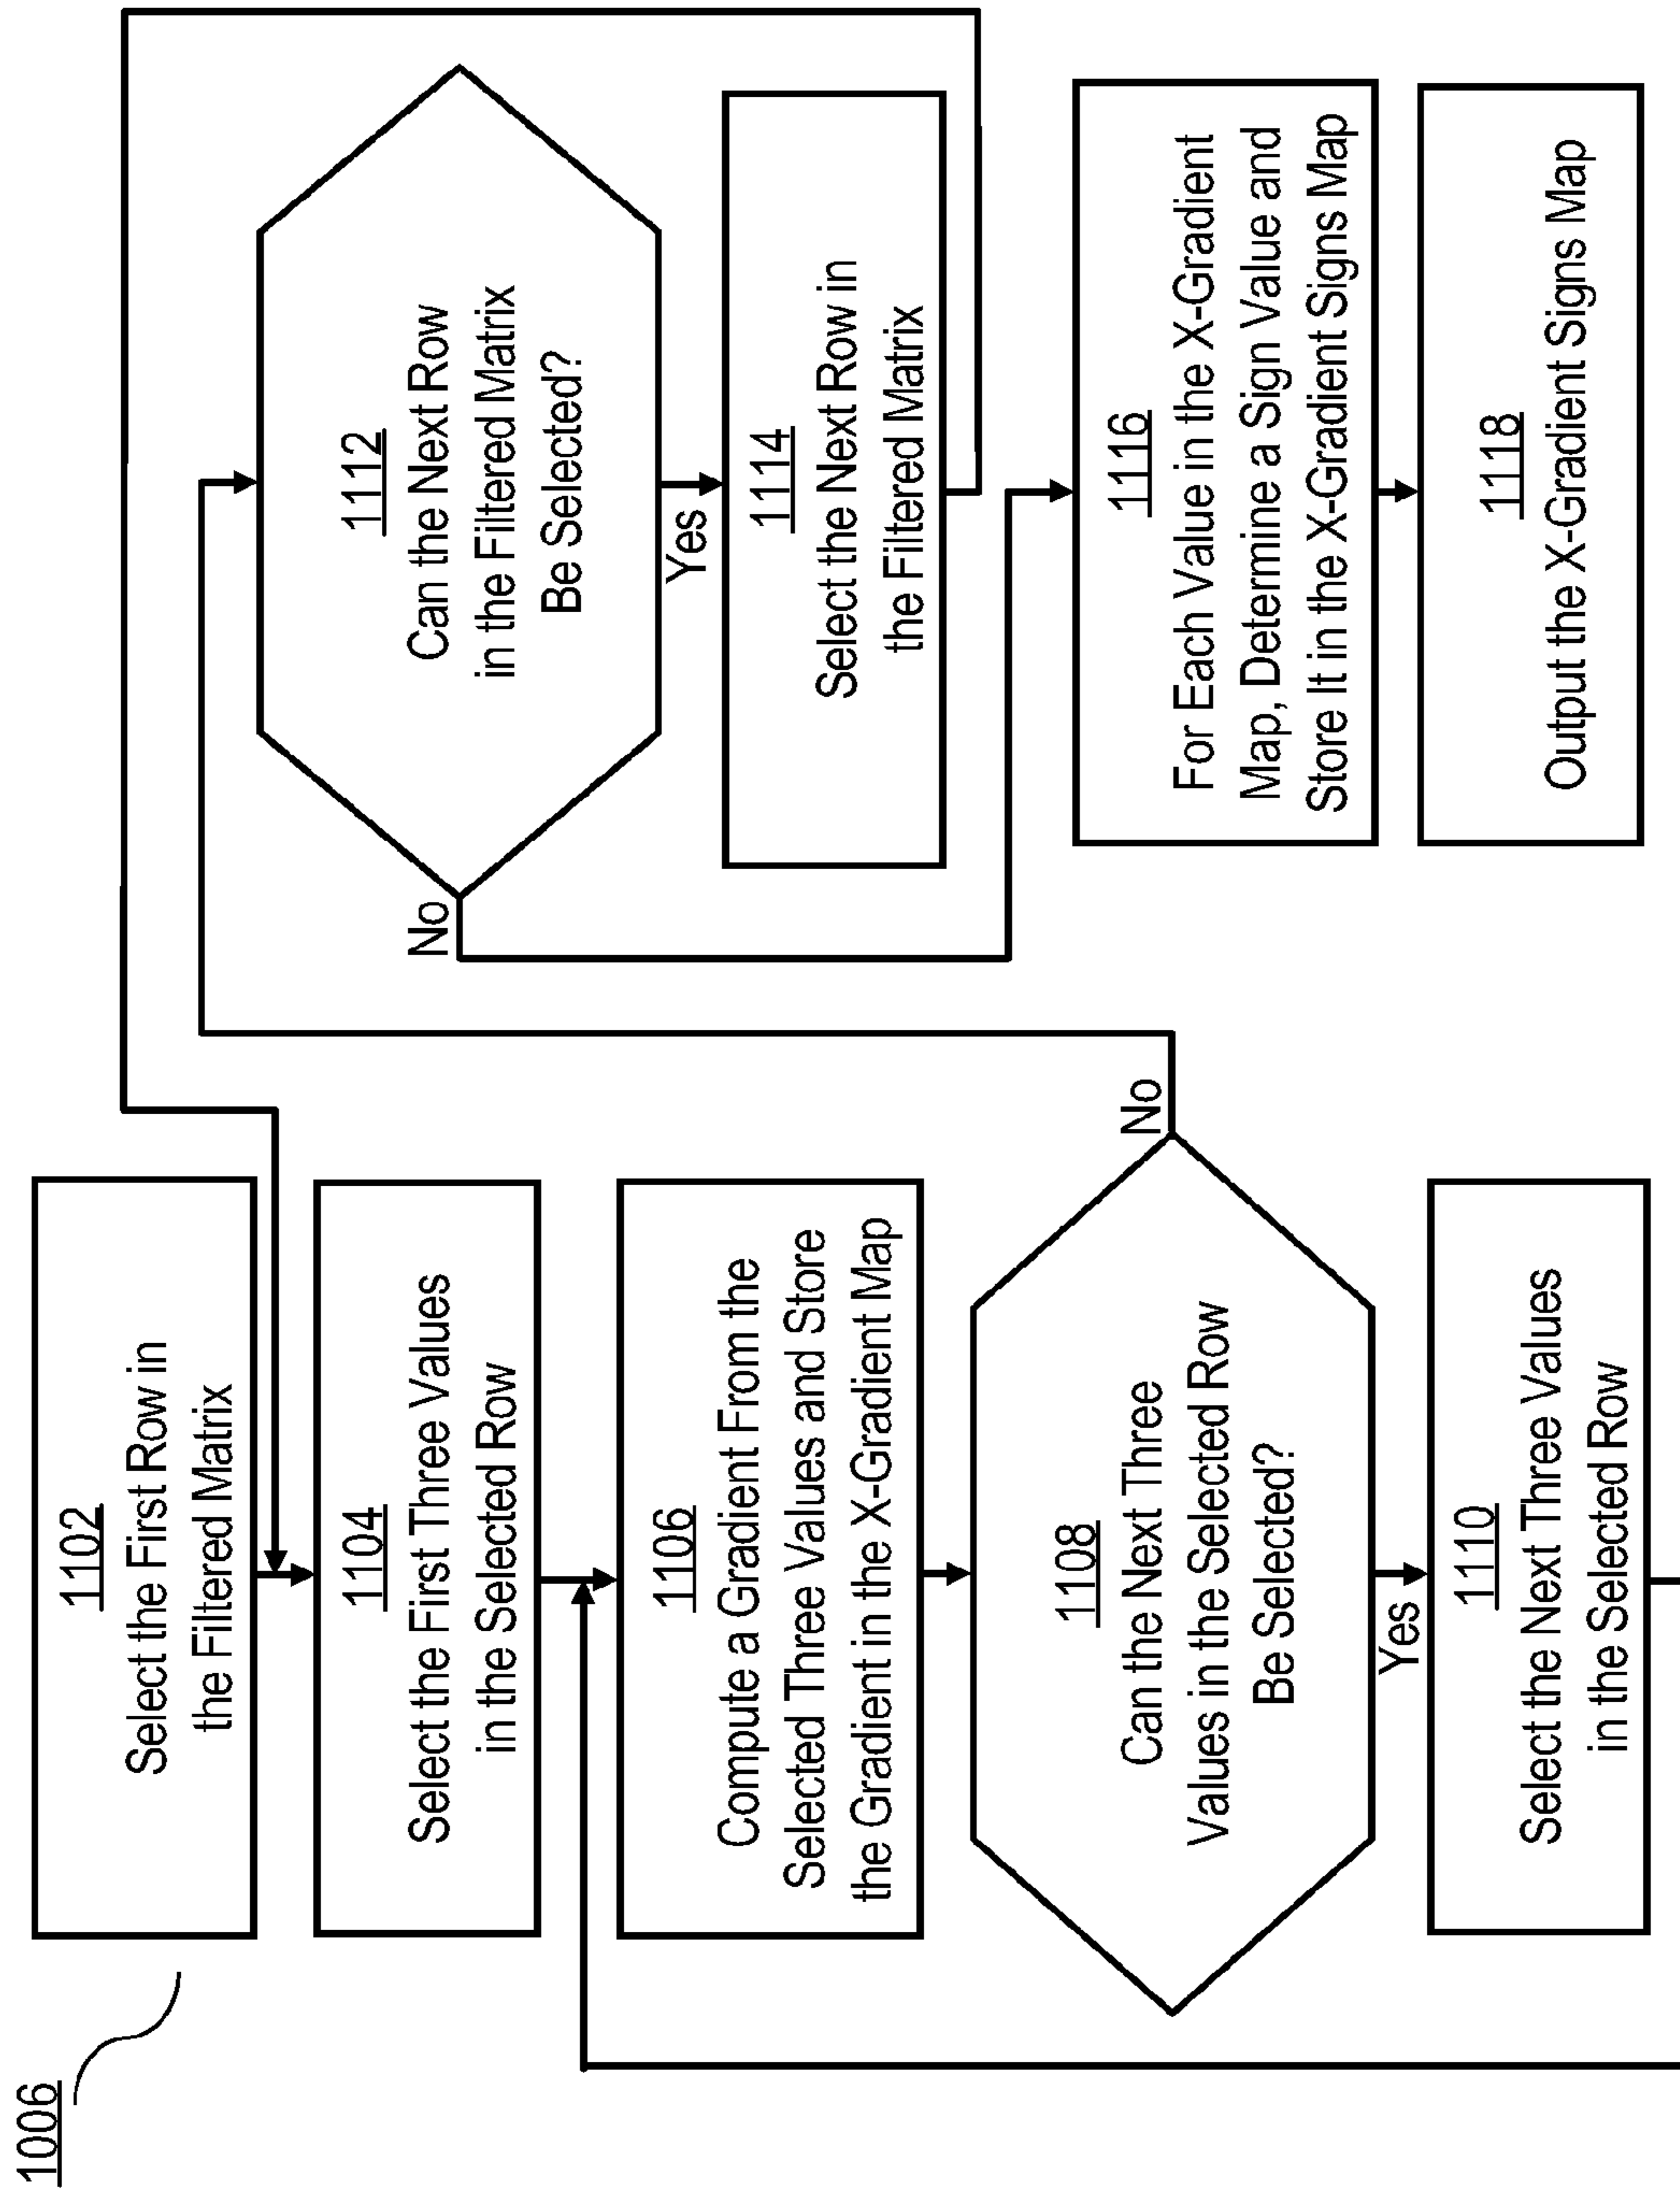 1006
1102
Select the First Row in
the Filtered Matrix
1104
Select the First Three Values
in the Selected Row
1106
Compute a Gradient From the
Selected Three Values and Store
the Gradient in the X-Gradient Map
1108
Can the Next Three
Values in the Selected Row
Be Selected?
No
Yes
1110
Select the Next Three Values
in the Selected Row
1112
Can the Next Row
in the Filtered Matrix
Be Selected?
No
Yes
1114
Select the Next Row in
the Filtered Matrix
1116
For Each Value in the X-Gradient
Map, Determine a Sign Value and
Store It in the X-Gradient Signs Map
1118
Output the X-Gradient Signs Map